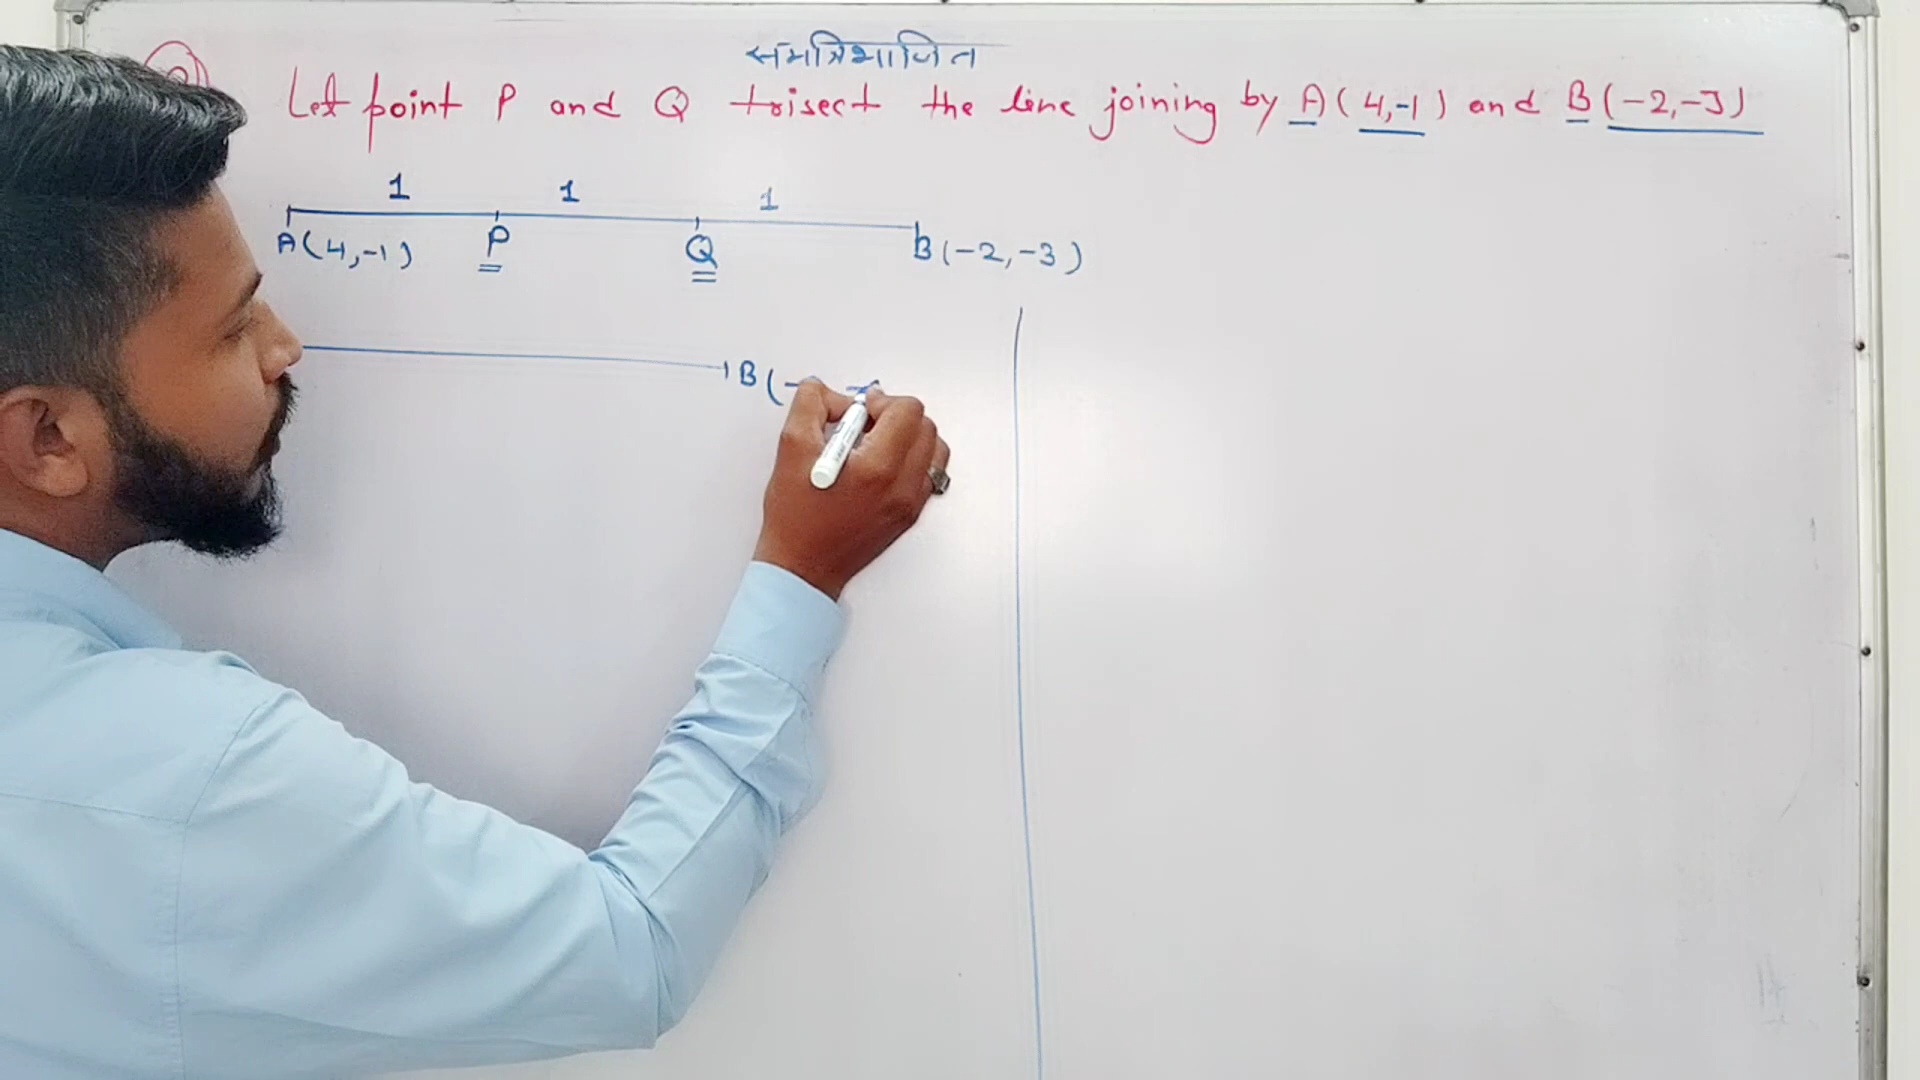 समत्रिभाजित
Let point P and Q trisect the line joining by A(4,-1) and B(-2,-3)
1 1 1
A(4,-1) P Q B(-2,-3)
B(-